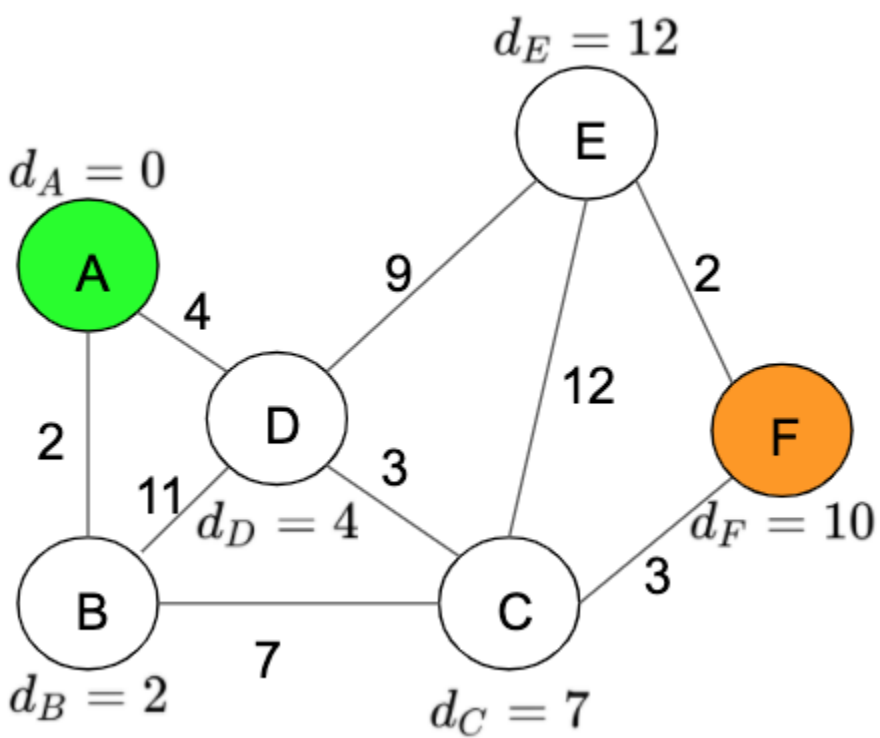 d_E = 12
E
d_A = 0
A
4
9
2
12
D
F
2
3
11
d_D = 4
d_F = 10
3
B
C
7
d_B = 2
d_C = 7